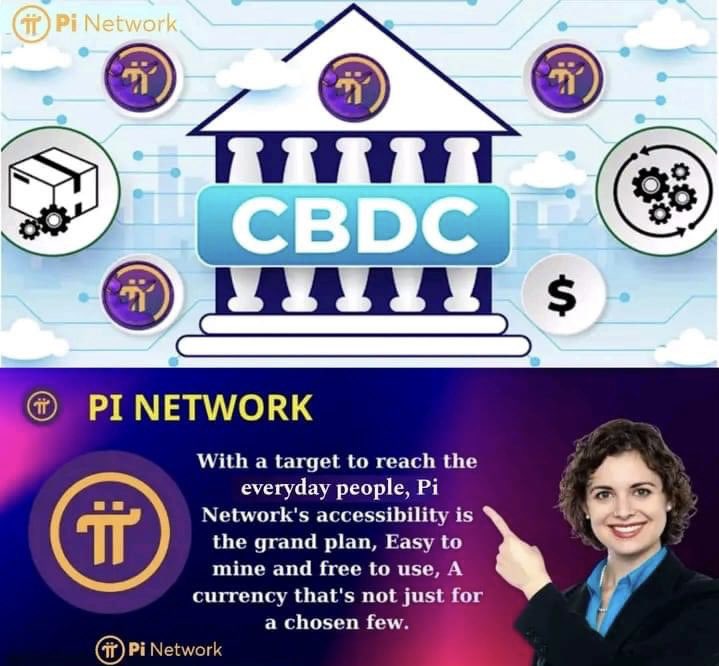 Pi Network
CBDC
$
PI NETWORK
With a target to reach the
everyday people, Pi
Network's accessibility is
the grand plan, Easy to
mine and free to use, A
currency that's not just for
a chosen few.
Pi Network